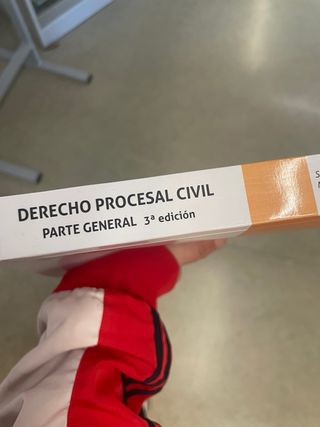 DERECHO PROCESAL CIVIL
PARTE GENERAL 3ª edición